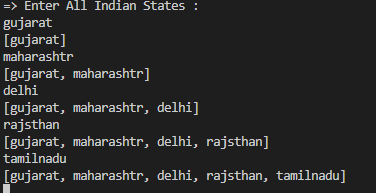 => Enter All Indian States :
gujarat
[gujarat]
maharashtr
[gujarat, maharashtr]
delhi
[gujarat, maharashtr, delhi]
rajsthan
[gujarat, maharashtr, delhi, rajsthan]
tamilnadu
[gujarat, maharashtr, delhi, rajsthan, tamilnadu]